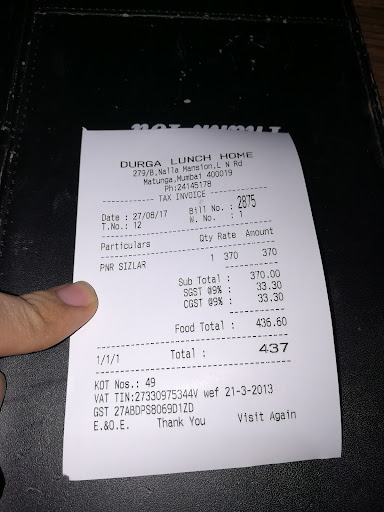 Thank You
DURGA LUNCH HOME
279/B,Nalla Mansion,L N Rd
Matunga,Mumbai 400019
Ph:24145178
TAX INVOICE
Date : 27/08/17 Bill No. : 2875
T.No.: 12 W. No. : 1
Particulars Qty Rate Amount
PNR SIZLAR 1 370 370
Sub Total : 370.00
SGST @9% : 33.30
CGST @9% : 33.30
Food Total : 436.60
1/1/1 Total : 437
KOT Nos.: 49
VAT TIN:27330975344V wef 21-3-2013
GST 27ABDPS8069D1ZD
E.&O.E. Thank You Visit Again